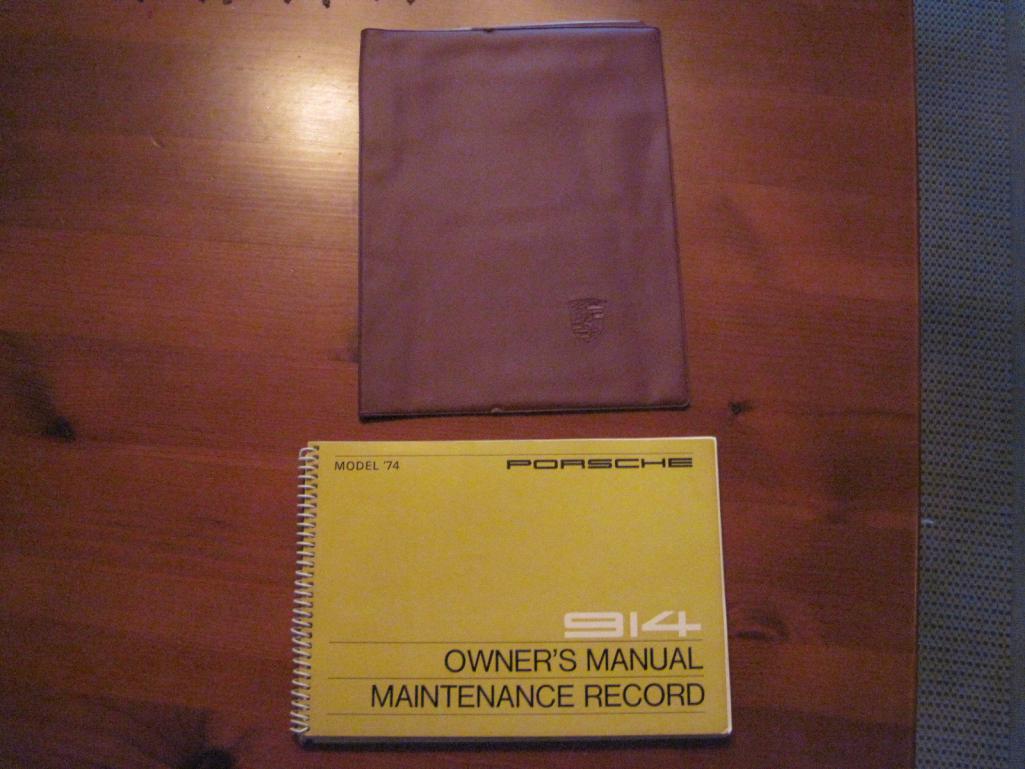 MODEL '74 PORSCHE
914
OWNER'S MANUAL
MAINTENANCE RECORD